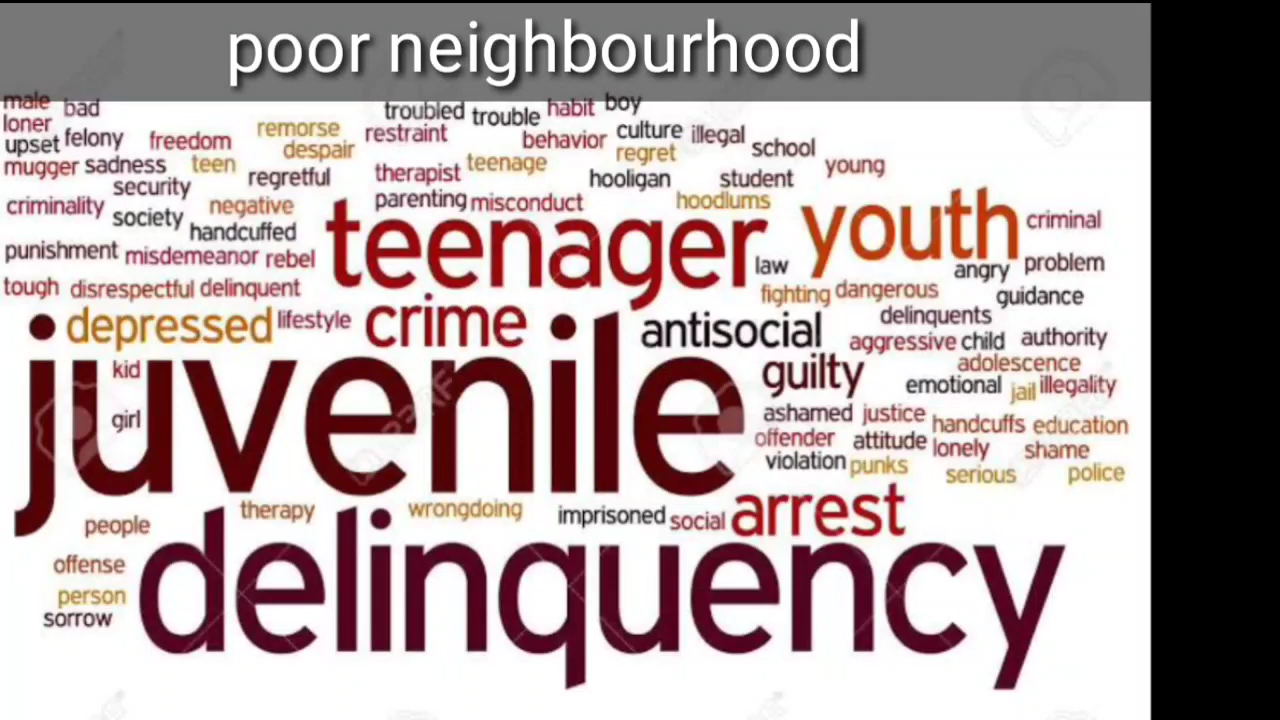 poor neighbourhood
male bad troubled trouble habit boy
loner upset felony freedom remorse restraint behavior culture illegal school
mugger sadness teen despair regretful therapist teenage regret young
security parenting misconduct hooligan student hoodlums
criminality society negative handcuffed teenager youth criminal
punishment misdemeanor rebel law angry problem
tough disrespectful delinquent fighting dangerous guidance
depressed lifestyle crime antisocial delinquents
aggressive child authority
juvenile kid guilty adolescence
emotional jail illegality
girl ashamed justice handcuffs education
offender attitude lonely shame
violation punks serious police
people therapy wrongdoing imprisoned social arrest
offense
person
sorrow
delinquency